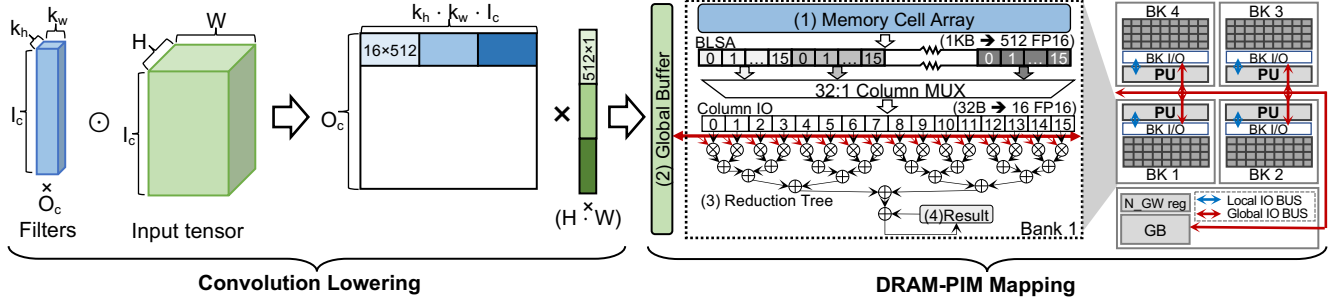 k_h
k_w
H
W
I_c
I_c
× O_c
Filters
Input tensor
k_h · k_w · I_c
16×512
O_c
512×1
×
(H · W)
Convolution Lowering
(2) Global Buffer
(1) Memory Cell Array
BLSA
(1KB ➔ 512 FP16)
0 1 ... 15 0 1 ... 15 0 1 ... 15
32:1 Column MUX
Column IO
(32B ➔ 16 FP16)
0 1 2 3 4 5 6 7 8 9 10 11 12 13 14 15
(3) Reduction Tree
(4)Result
Bank 1
BK 4
BK 3
BK I/O
BK I/O
PU
PU
PU
PU
BK I/O
BK I/O
BK 1
BK 2
N_GW reg
GB
Local IO BUS
Global IO BUS
DRAM-PIM Mapping